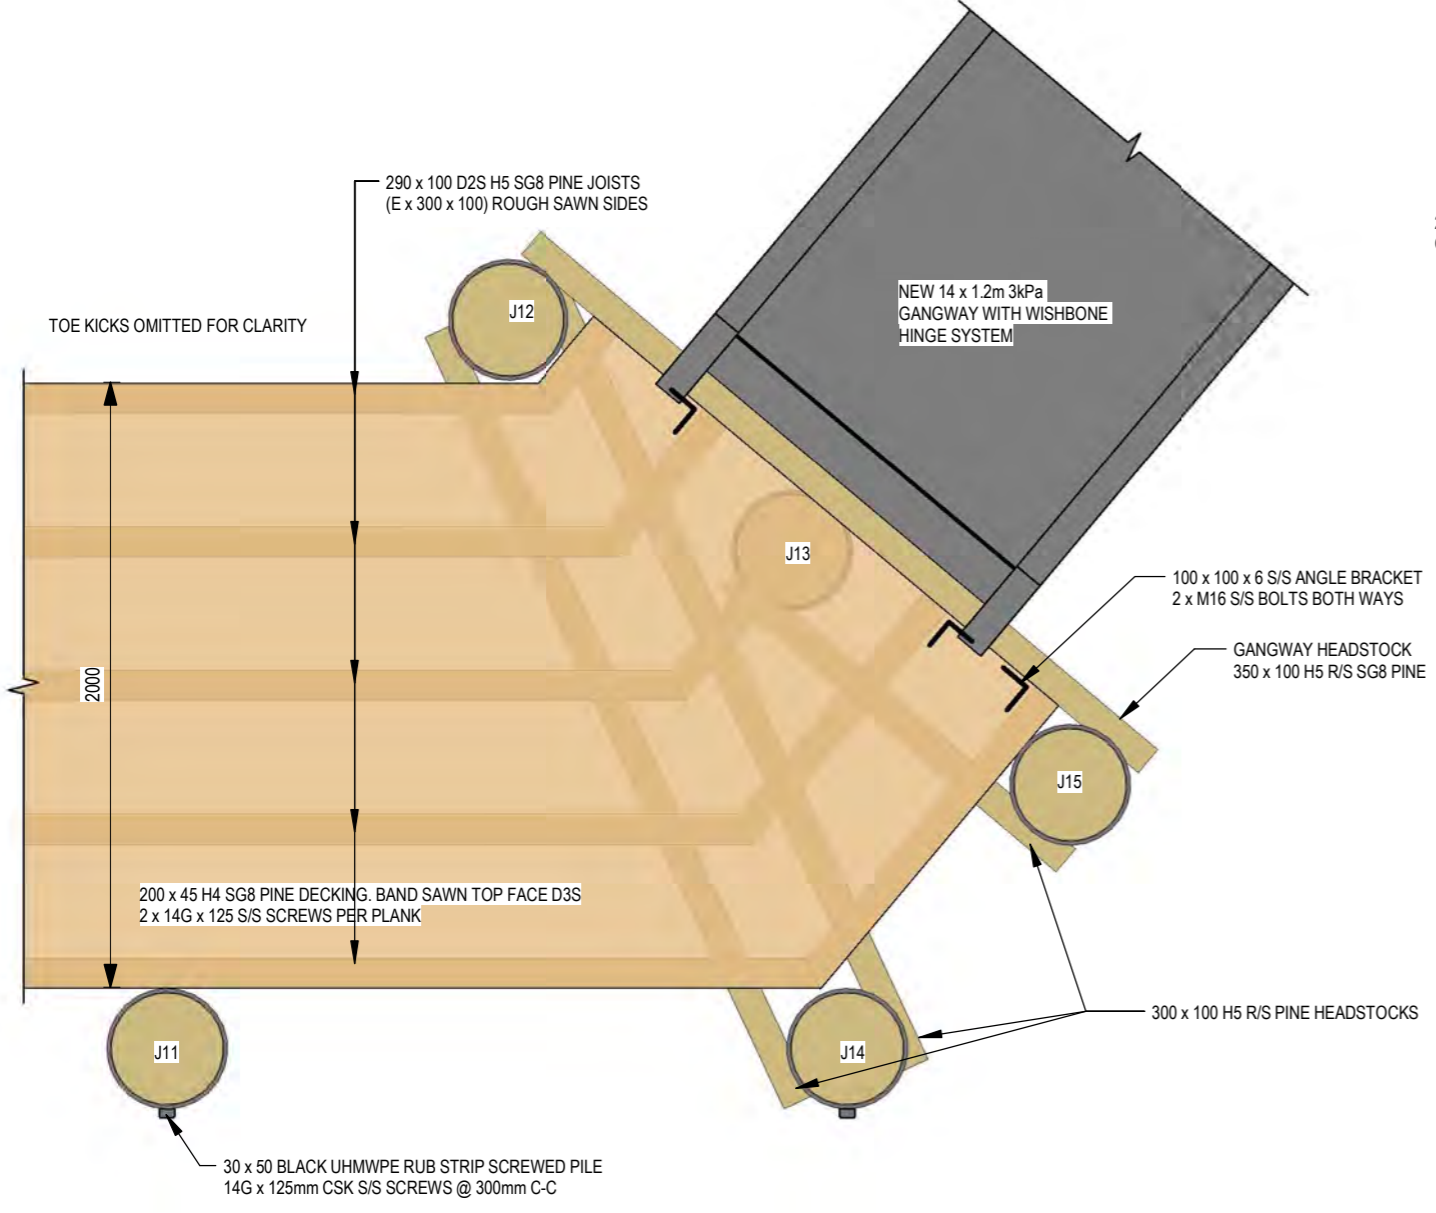 290 x 100 D2S H5 SG8 PINE JOISTS
(E x 300 x 100) ROUGH SAWN SIDES
J12
NEW 14 x 1.2m 3kPa
GANGWAY WITH WISHBONE
HINGE SYSTEM
TOE KICKS OMITTED FOR CLARITY
J13
100 x 100 x 6 S/S ANGLE BRACKET
2 x M16 S/S BOLTS BOTH WAYS
GANGWAY HEADSTOCK
350 x 100 H5 R/S SG8 PINE
2000
J15
200 x 45 H4 SG8 PINE DECKING. BAND SAWN TOP FACE D3S
2 x 14G x 125 S/S SCREWS PER PLANK
300 x 100 H5 R/S PINE HEADSTOCKS
J11
J14
30 x 50 BLACK UHMWPE RUB STRIP SCREWED PILE
14G x 125mm CSK S/S SCREWS @ 300mm C-C